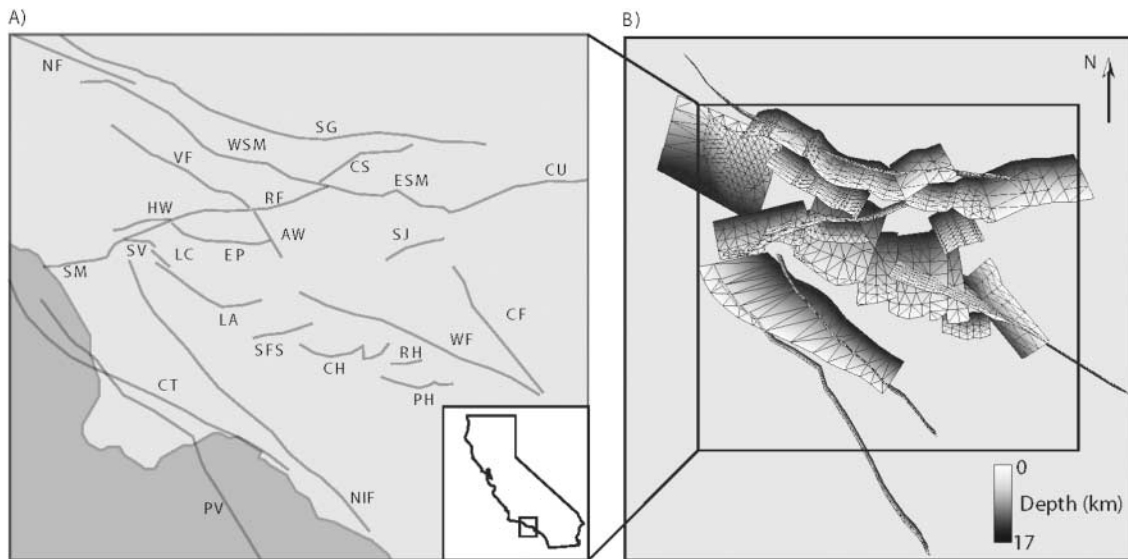 A)
NF
SG
WSM
VF
CS
ESM
CU
RF
HW
AW
SJ
SV
LC
EP
SM
LA
CF
SFS
WF
RH
CH
PH
CT
NIF
PV
B)
N
0
Depth (km)
17